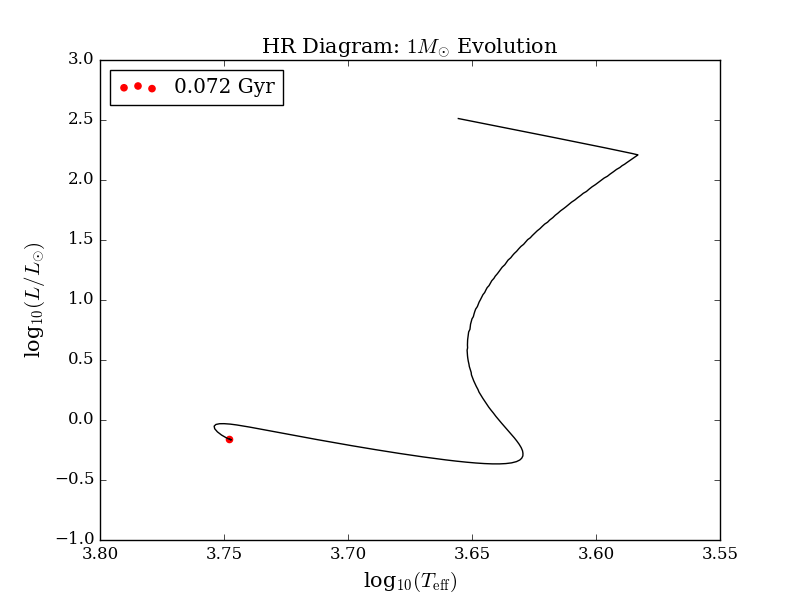 HR Diagram: 1M☉ Evolution
0.072 Gyr
log₁₀(L/L☉)
3.0
2.5
2.0
1.5
1.0
0.5
0.0
−0.5
−1.0
3.80 3.75 3.70 3.65 3.60 3.55
log₁₀(T_eff)